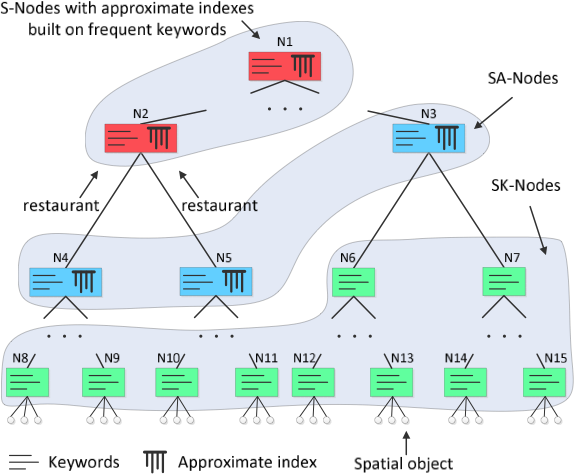 S-Nodes with approximate indexes
built on frequent keywords
N1
SA-Nodes
N2
N3
SK-Nodes
restaurant
restaurant
N4
N5
N6
N7
N8
N9
N10
N11
N12
N13
N14
N15
Keywords
Approximate index
Spatial object